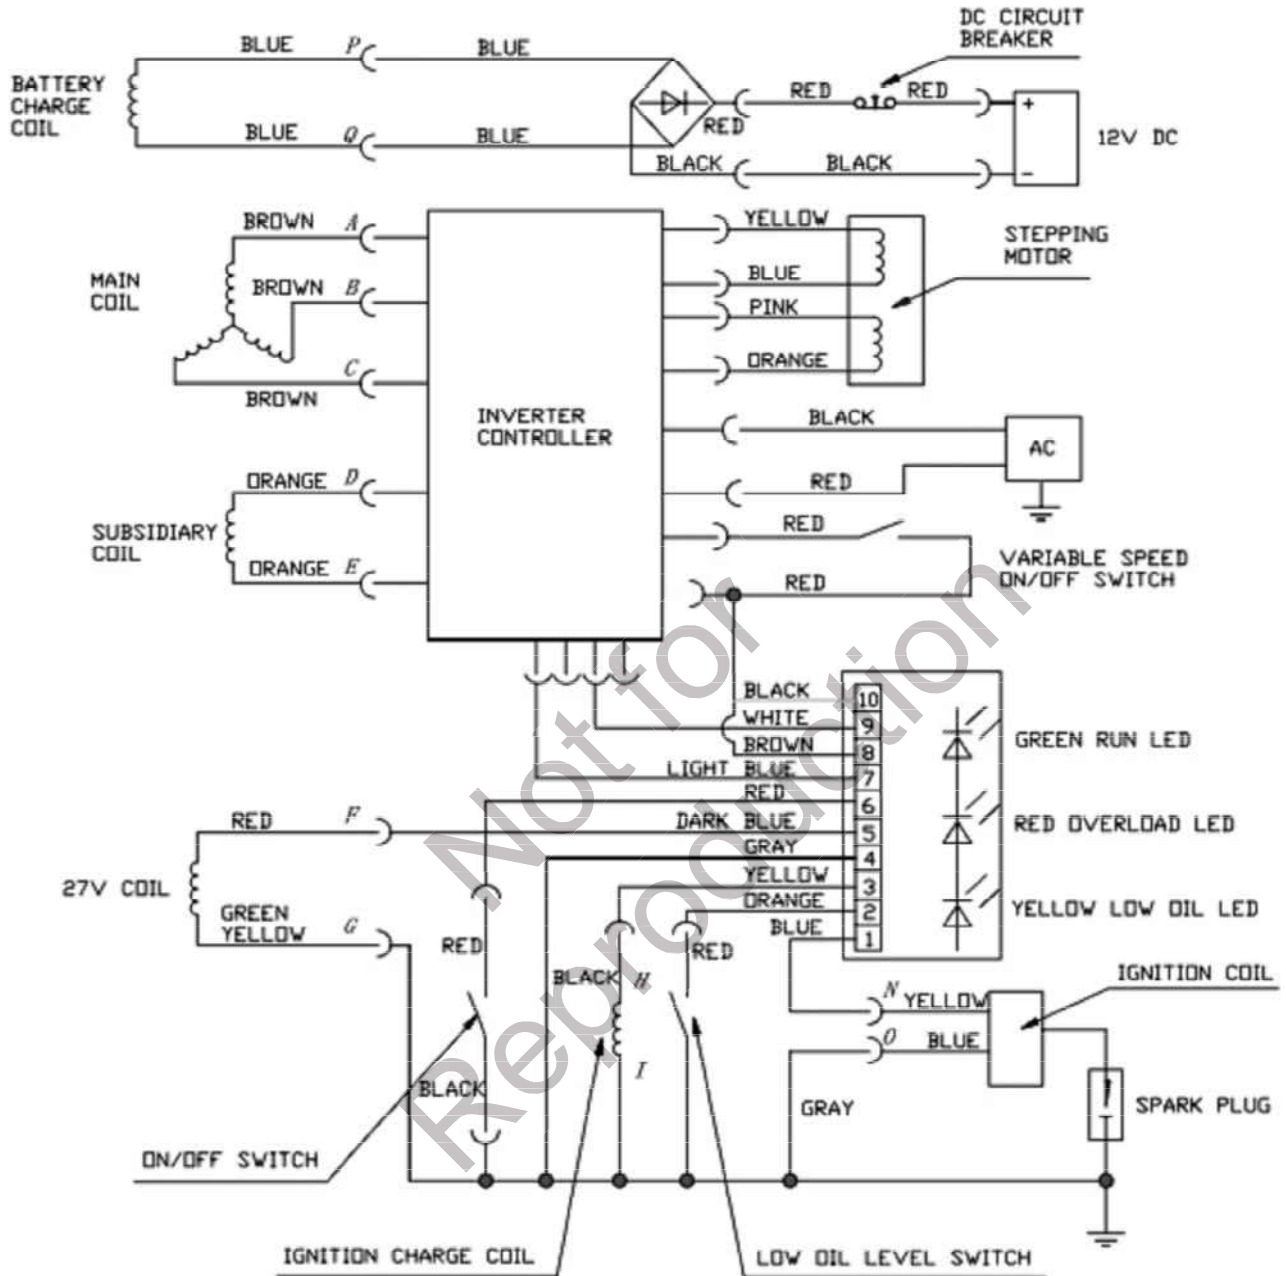 DC CIRCUIT
BREAKER
BLUE P
BLUE
BATTERY
CHARGE
COIL
RED
RED
+
RED
12V DC
BLUE Q
BLUE
BLACK
BLACK
-
BROWN A
YELLOW
STEPPING
MOTOR
MAIN
COIL
BROWN B
BLUE
PINK
C
ORANGE
BROWN
INVERTER
CONTROLLER
BLACK
AC
ORANGE D
RED
SUBSIDIARY
COIL
RED
VARIABLE SPEED
ON/OFF SWITCH
ORANGE E
RED
Not for
Reproduction
BLACK 10
WHITE 9
BROWN 8
LIGHT BLUE 7
RED 6
DARK BLUE 5
GRAY 4
YELLOW 3
ORANGE 2
BLUE 1
GREEN RUN LED
RED OVERLOAD LED
YELLOW LOW OIL LED
RED F
27V COIL
GREEN
YELLOW G
RED
BLACK H
I
RED
IGNITION COIL
N YELLOW
O BLUE
BLACK
GRAY
SPARK PLUG
ON/OFF SWITCH
IGNITION CHARGE COIL
LOW OIL LEVEL SWITCH